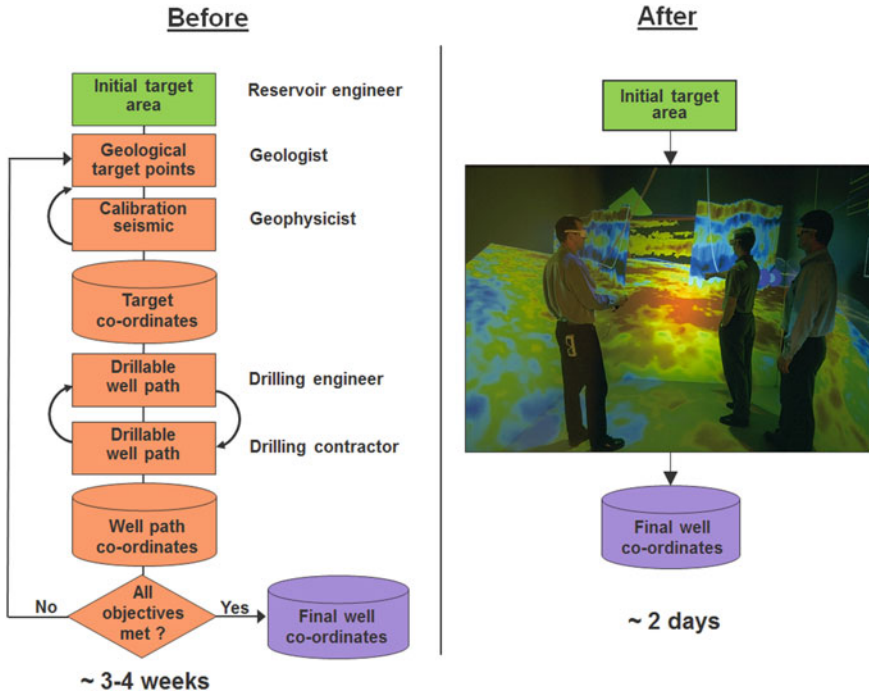 Before
Initial target
area
Reservoir engineer
Geological
target points
Geologist
Calibration
seismic
Geophysicist
Target
co-ordinates
Drillable
well path
Drilling engineer
Drillable
well path
Drilling contractor
Well path
co-ordinates
All
objectives
met ?
No
Yes
Final well
co-ordinates
~ 3-4 weeks
After
Initial target
area
Final well
co-ordinates
~ 2 days